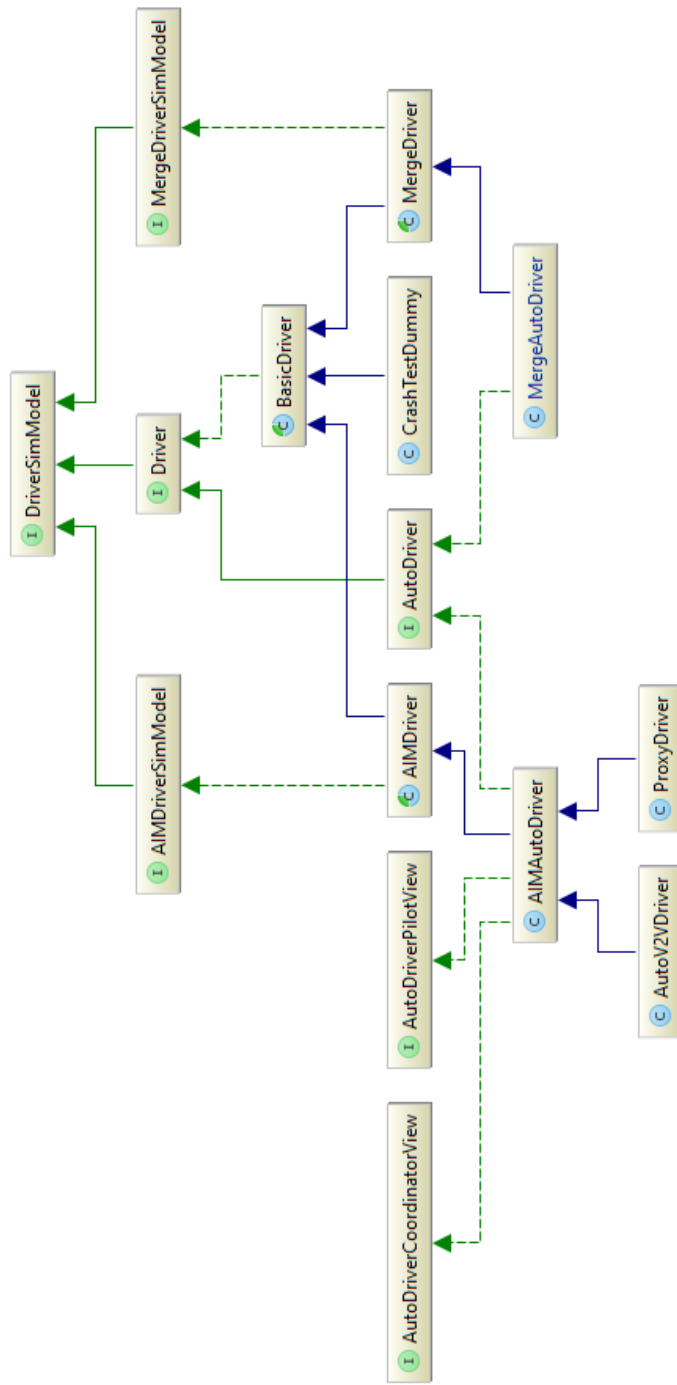 I DriverSimModel
I AIMDriverSimModel
I Driver
I MergeDriverSimModel
C BasicDriver
I AutoDriverCoordinatorView
I AutoDriverPilotView
C AIMDriver
I AutoDriver
C CrashTestDummy
C MergeDriver
C AIMAutoDriver
C MergeAutoDriver
C AutoV2VDriver
C ProxyDriver